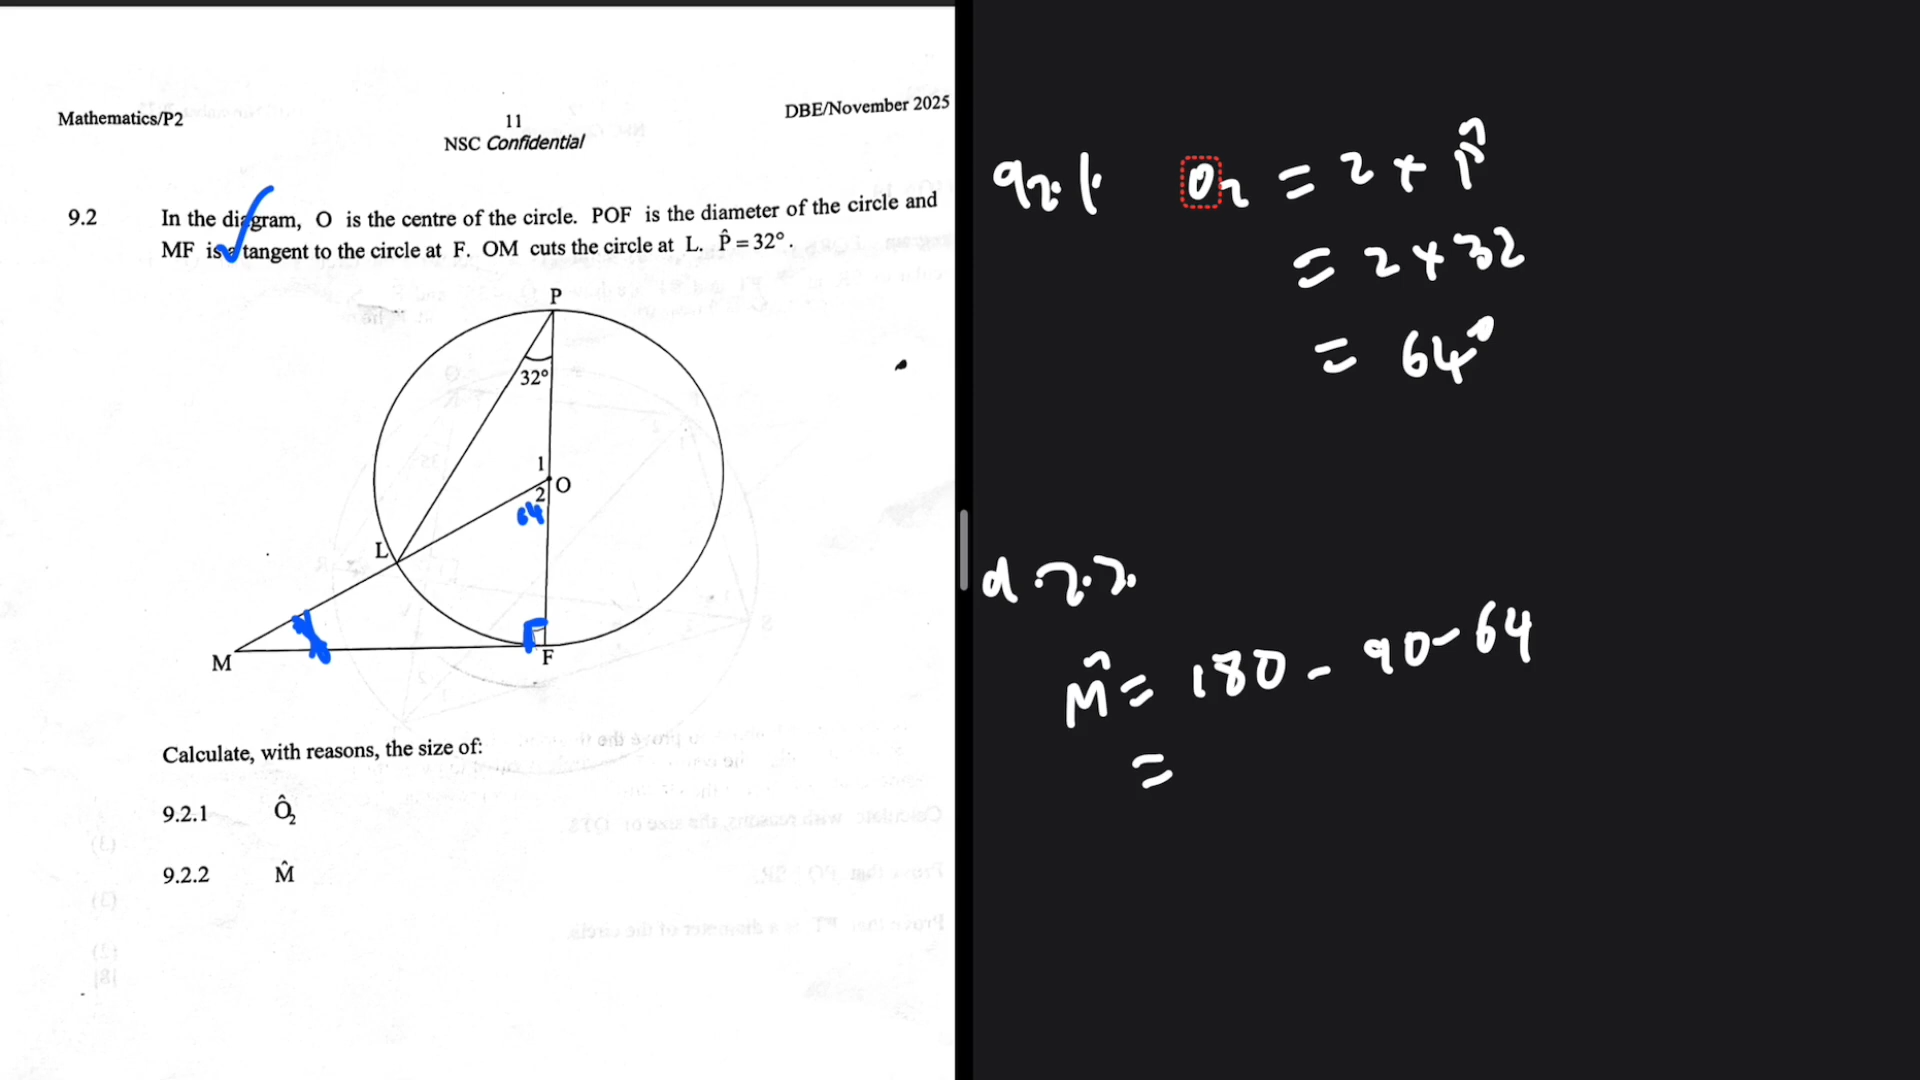 Mathematics/P2
11
DBE/November 2025
NSC Confidential
9.2 In the diagram, O is the centre of the circle. POF is the diameter of the circle and
MF is a tangent to the circle at F. OM cuts the circle at L. P̂ = 32°.
P
32°
1
O
2
64
L
M
F
Calculate, with reasons, the size of:
9.2.1 Ô₂
9.2.2 M̂
92.1. O2 = 2 × P̂
= 2 × 32
= 64°
9.2.2.
M̂ = 180 - 90 - 64
=